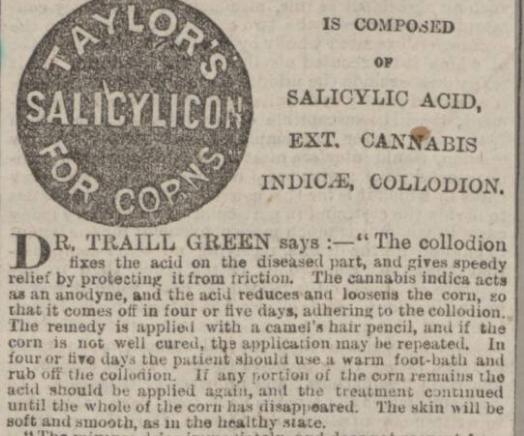 TAYLOR'S
SALICYLICON
FOR CORNS
IS COMPOSED
OF
SALICYLIC ACID,
EXT. CANNABIS
INDICÆ, COLLODION.
DR. TRAILL GREEN says :—“ The collodion
fixes the acid on the diseased part, and gives speedy
relief by protecting it from friction. The cannabis indica acts
as an anodyne, and the acid reduces and loosens the corn, so
that it comes off in four or five days, adhering to the collodion.
The remedy is applied with a camel's hair pencil, and if the
corn is not well cured, the application may be repeated. In
four or five days the patient should use a warm foot-bath and
rub off the collodion. If any portion of the corn remains the
acid should be applied again, and the treatment continued
until the whole of the corn has disappeared. The skin will be
soft and smooth, as in the healthy state.